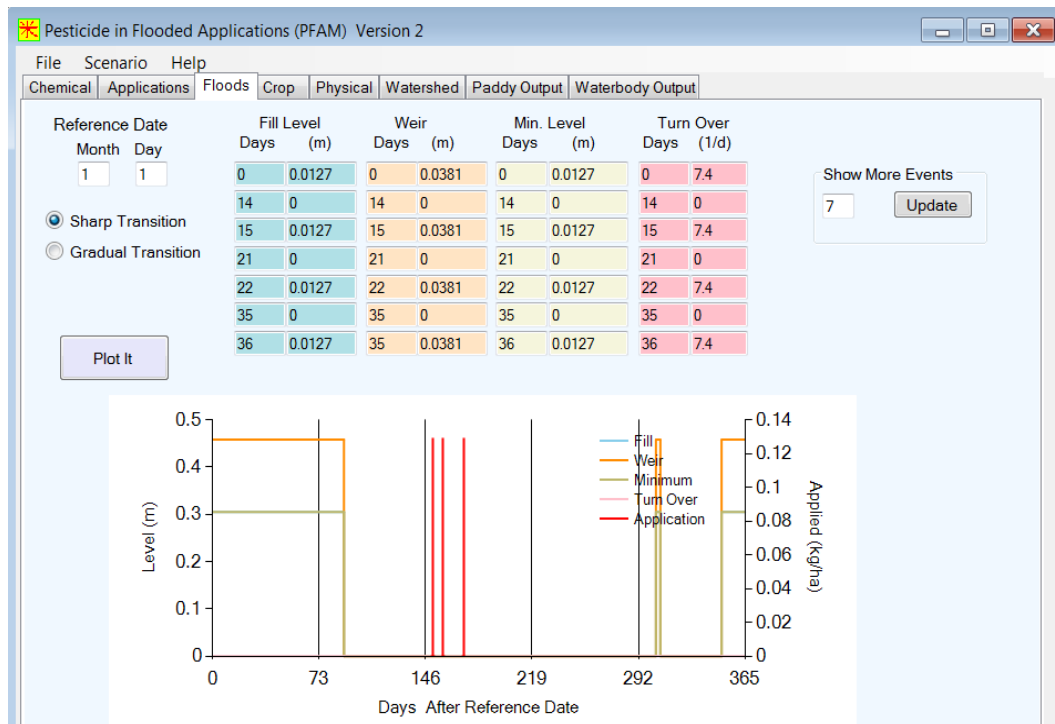 Pesticide in Flooded Applications (PFAM) Version 2
File Scenario Help
Chemical Applications Floods Crop Physical Watershed Paddy Output Waterbody Output
Reference Date Fill Level Weir Min. Level Turn Over
Month Day Days (m) Days (m) Days (m) Days (1/d)
1 1 0 0.0127 0 0.0381 0 0.0127 0 7.4 Show More Events
14 0 14 0 14 0 14 0 7 Update
Sharp Transition 15 0.0127 15 0.0381 15 0.0127 15 7.4
Gradual Transition 21 0 21 0 21 0 21 0
22 0.0127 22 0.0381 22 0.0127 22 7.4
35 0 35 0 35 0 35 0
36 0.0127 35 0.0381 36 0.0127 36 7.4
Plot It
0.5 0.14
Fill
0.12
Weir
0.4
Minimum
0.1
Turn Over
0.3
Application
0.08
0.2
0.06
0.04
0.1
0.02
0 0
Level (m)
Applied (kg/ha)
0 73 146 219 292 365
Days After Reference Date